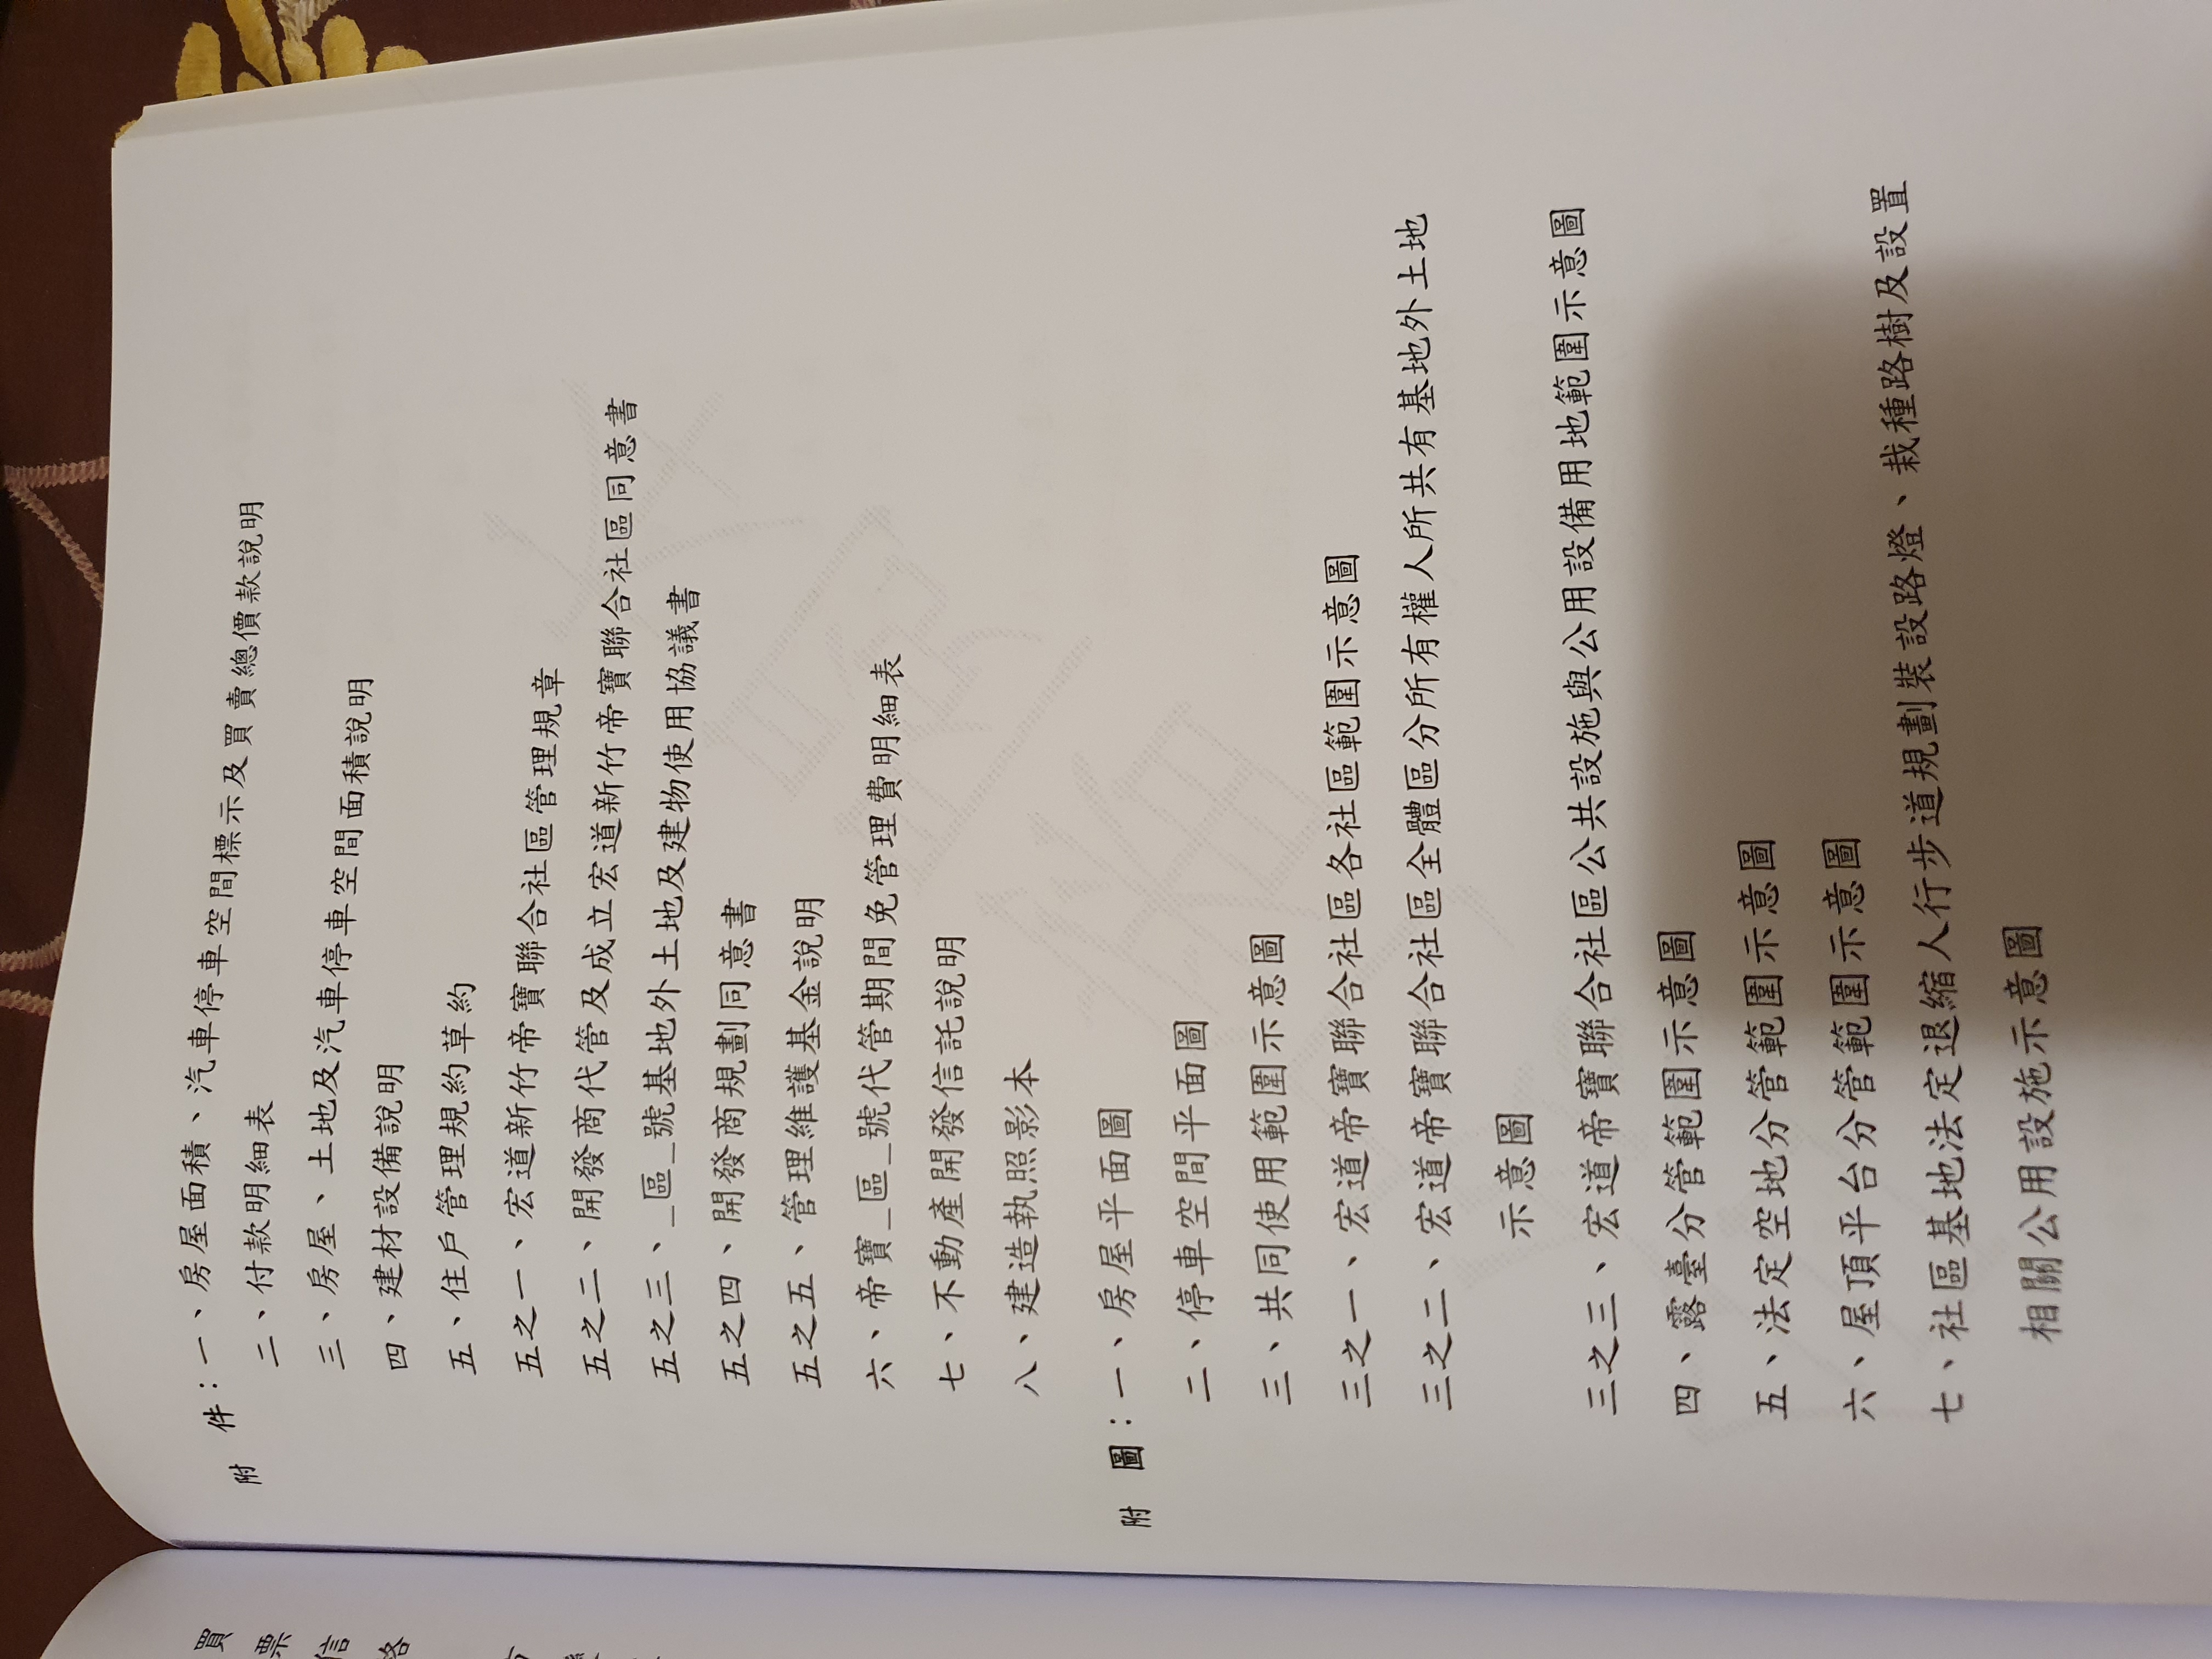 附　件：一、房屋面積、汽車停車空間標示及買賣總價款說明
二、付款明細表
三、房屋、土地及汽車停車空間面積說明
四、建材設備說明
五、住戶管理規約草約
五之一、宏道新竹帝寶聯合社區管理規章
五之二、開發商代管及成立宏道新竹帝寶聯合社區同意書
五之三、_區_號基地外土地及建物使用協議書
五之四、開發商規劃同意書
五之五、管理維護基金說明
六、帝寶_區_號代管期間免管理費明細表
七、不動產開發信託說明
八、建造執照影本
附　圖：一、房屋平面圖
二、停車空間平面圖
三、共同使用範圍示意圖
三之一、宏道帝寶聯合社區各社區範圍示意圖
三之二、宏道帝寶聯合社區全體區分所有權人所共有基地外土地
示意圖
三之三、宏道帝寶聯合社區公共設施與公用設備用地範圍示意圖
四、露臺分管範圍示意圖
五、法定空地分管範圍示意圖
六、屋頂平台分管範圍示意圖
七、社區基地法定退縮人行步道規劃裝設路燈、栽種路樹及設置
相關公用設施示意圖
買
票
信
格